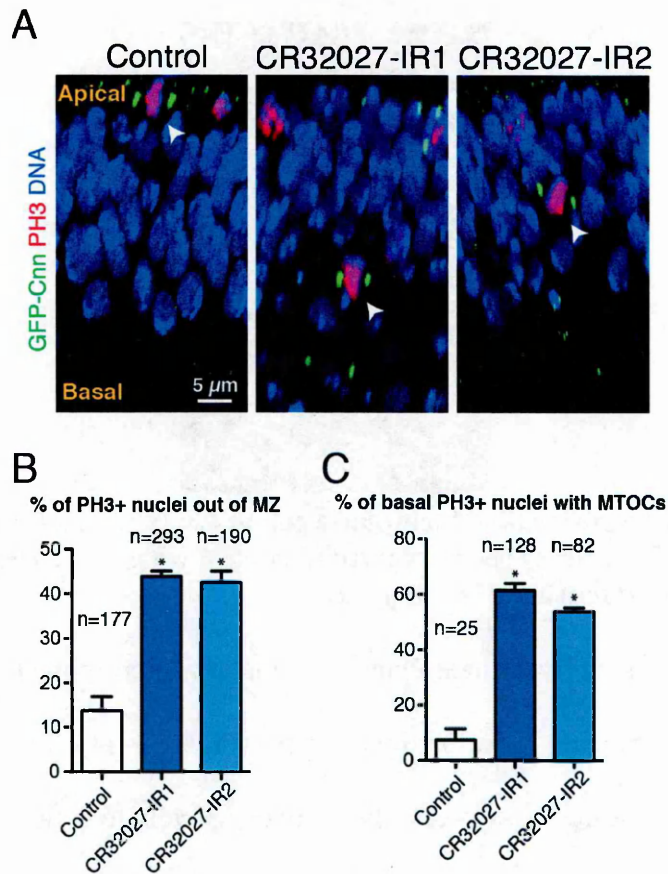 A
Control CR32027-IR1 CR32027-IR2
GFP-Cnn PH3 DNA
Apical
Basal
5 µm
B
% of PH3+ nuclei out of MZ
n=293 n=190
* *
n=177
50
40
30
20
10
0
Control
CR32027-IR1
CR32027-IR2
C
% of basal PH3+ nuclei with MTOCs
n=128 n=82
* *
n=25
80
60
40
20
0
Control
CR32027-IR1
CR32027-IR2